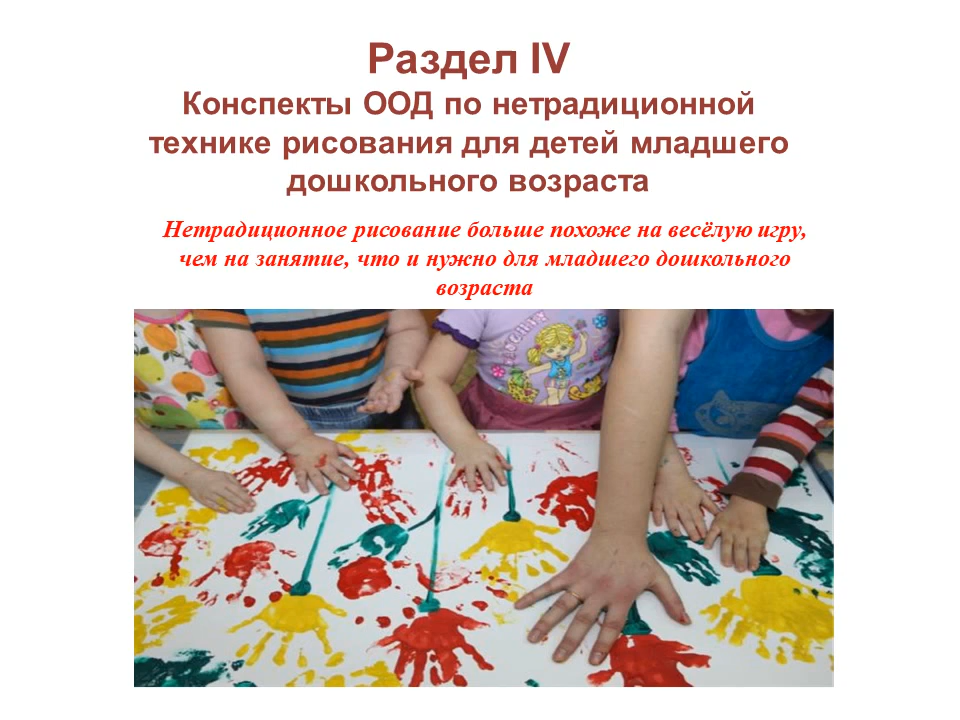 Раздел IV
Конспекты ООД по нетрадиционной
технике рисования для детей младшего
дошкольного возраста
Нетрадиционное рисование больше похоже на весёлую игру,
чем на занятие, что и нужно для младшего дошкольного
возраста